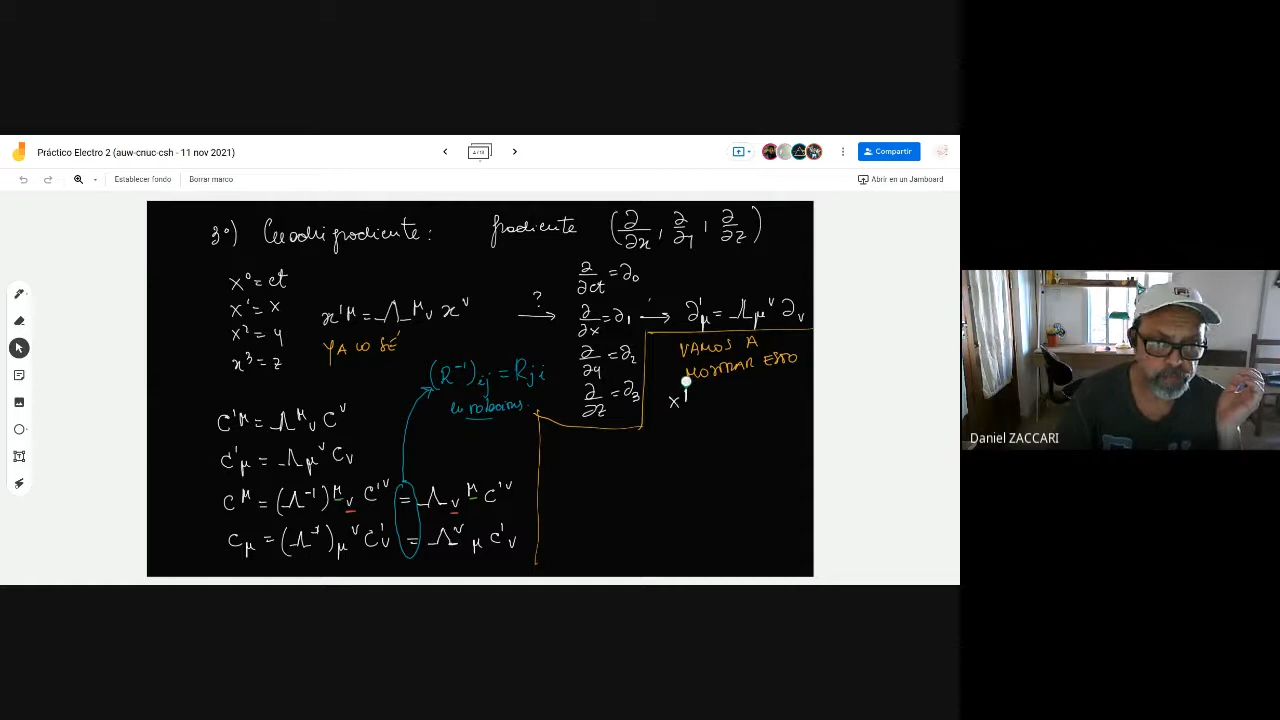 Práctico Electro 2 (auw-cnuc-csh - 11 nov 2021)
Compartir
Establecer fondo
Borrar marco
Abrir en un Jamboard
3°) Cuadrigradiente: gradiente (∂/∂x, ∂/∂y, ∂/∂z)
x⁰ = ct
x¹ = x
x² = y
x³ = z
x'^μ = Λ^μ_ν x^ν
YA LO SÉ
?
∂/∂ct = ∂₀
∂/∂x = ∂₁ → ∂'_μ = Λ_μ^ν ∂_ν
∂/∂y = ∂₂
∂/∂z = ∂₃
VAMOS A
MOSTRAR ESTO
x
(R⁻¹)ij = Rji
en rotaciones.
C'^μ = Λ^μ_ν C^ν
C'_μ = Λ_μ^ν C_ν
C^μ = (Λ⁻¹)^μ_ν C'^ν = Λ_ν^μ C'^ν
C_μ = (Λ⁻¹)_μ^ν C'_ν = Λ^ν_μ C'_ν
Daniel ZACCARI